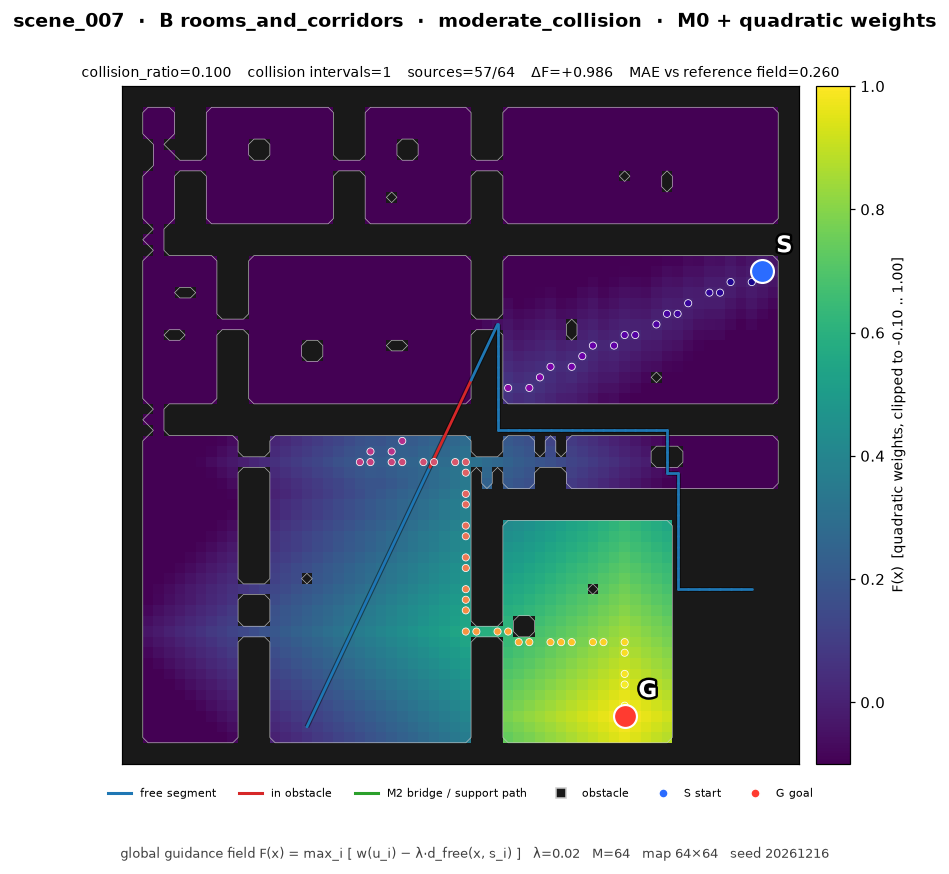 scene_007 · B rooms_and_corridors · moderate_collision · M0 + quadratic weights
collision_ratio=0.100 collision intervals=1 sources=57/64 ΔF=+0.986 MAE vs reference field=0.260
S
G
1.0
0.8
0.6
0.4
0.2
0.0
F(x) [quadratic weights, clipped to -0.10 .. 1.00]
free segment
in obstacle
M2 bridge / support path
obstacle
S start
G goal
global guidance field F(x) = max_i [ w(u_i) − λ·d_free(x, s_i) ] λ=0.02 M=64 map 64×64 seed 20261216